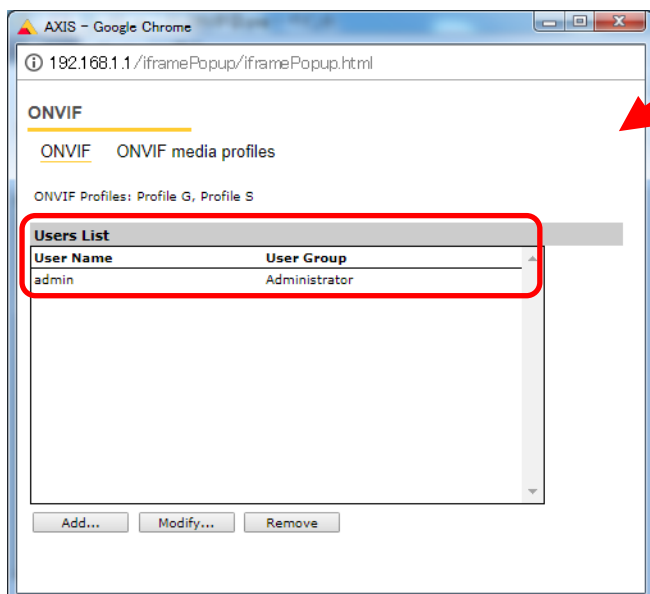 AXIS - Google Chrome
192.168.1.1/iframePopup/iframePopup.html
ONVIF
ONVIF ONVIF media profiles
ONVIF Profiles: Profile G, Profile S
Users List
User Name User Group
admin Administrator
Add... Modify... Remove